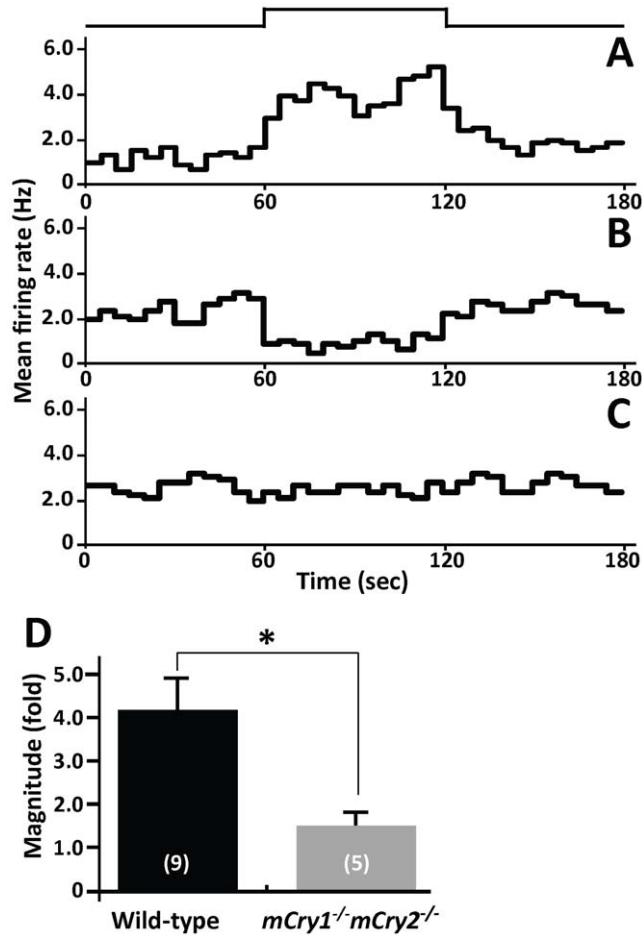 A
6.0
4.0
2.0
0
0 60 120 180
B
6.0
4.0
2.0
0
0 60 120 180
C
6.0
4.0
2.0
0
0 60 120 180
Mean firing rate (Hz)
Time (sec)
D
*
5.0
4.0
3.0
2.0
1.0
0
Magnitude (fold)
(9) (5)
Wild-type mCry1-/-mCry2-/-